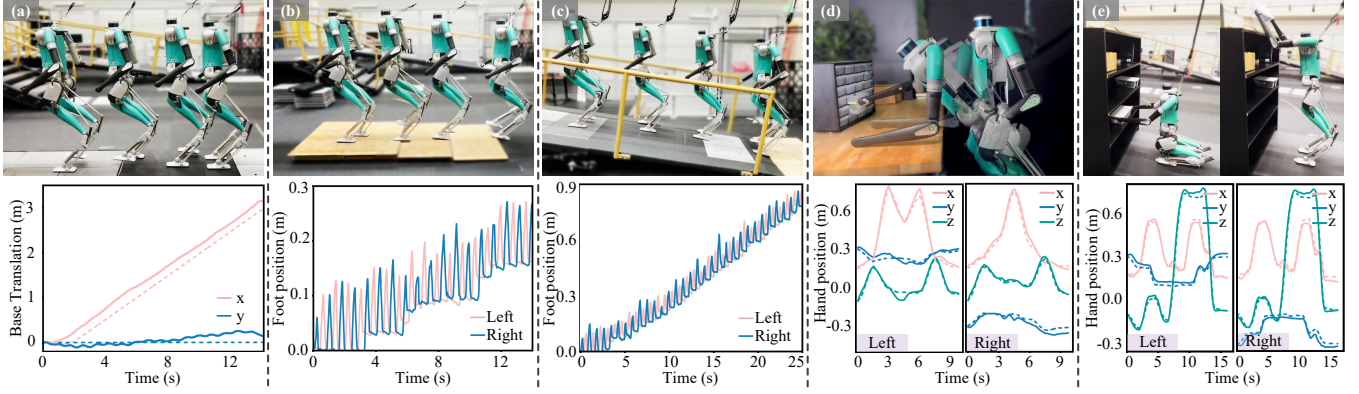 (a)
3
2
1
0
Base Translation (m)
x
y
0 4 8 12
Time (s)
(b)
0.3
0.2
0.1
0.0
Foot position (m)
Left
Right
0 4 8 12
Time (s)
(c)
0.9
0.6
0.3
0.0
Foot position (m)
Left
Right
0 5 10 15 20 25
Time (s)
(d)
0.6
0.3
0.0
-0.3
Hand position (m)
x
y
z
Left
x
y
z
Right
0 3 6 9 0 3 6 9
Time (s)
(e)
0.6
0.3
0.0
-0.3
Hand position (m)
x
y
z
Left
x
y
z
Right
0 5 10 15 0 5 10 15
Time (s)